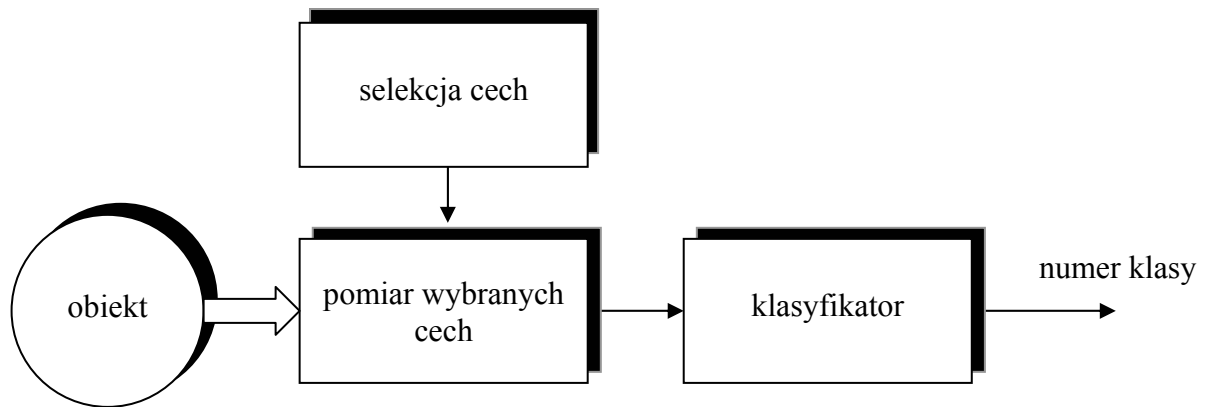 selekcja cech
numer klasy
obiekt
pomiar wybranych
cech
klasyfikator